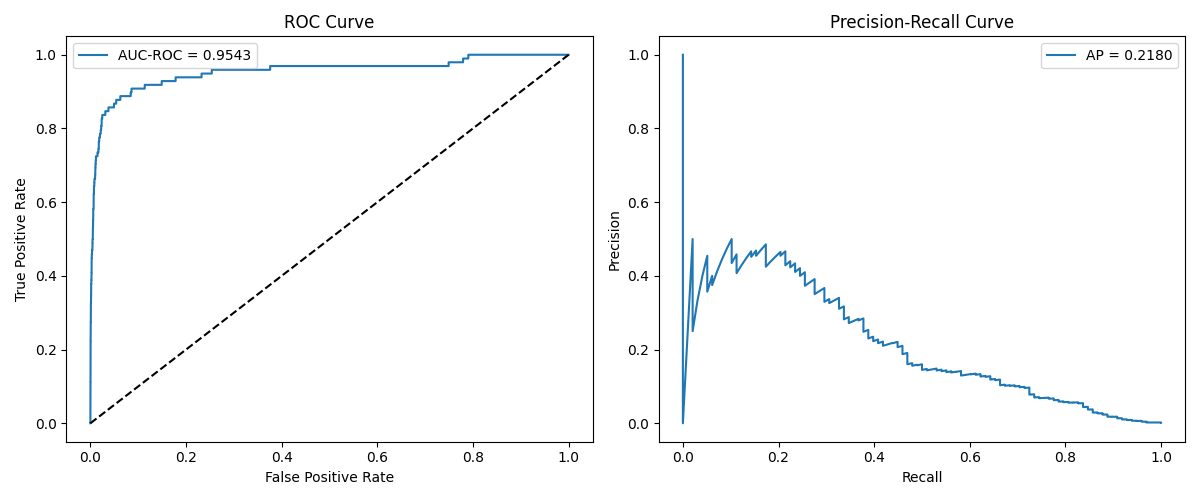 ROC Curve
AUC-ROC = 0.9543
1.0
0.8
0.6
0.4
0.2
0.0
True Positive Rate
0.0 0.2 0.4 0.6 0.8 1.0
False Positive Rate
Precision-Recall Curve
AP = 0.2180
1.0
0.8
0.6
0.4
0.2
0.0
Precision
0.0 0.2 0.4 0.6 0.8 1.0
Recall